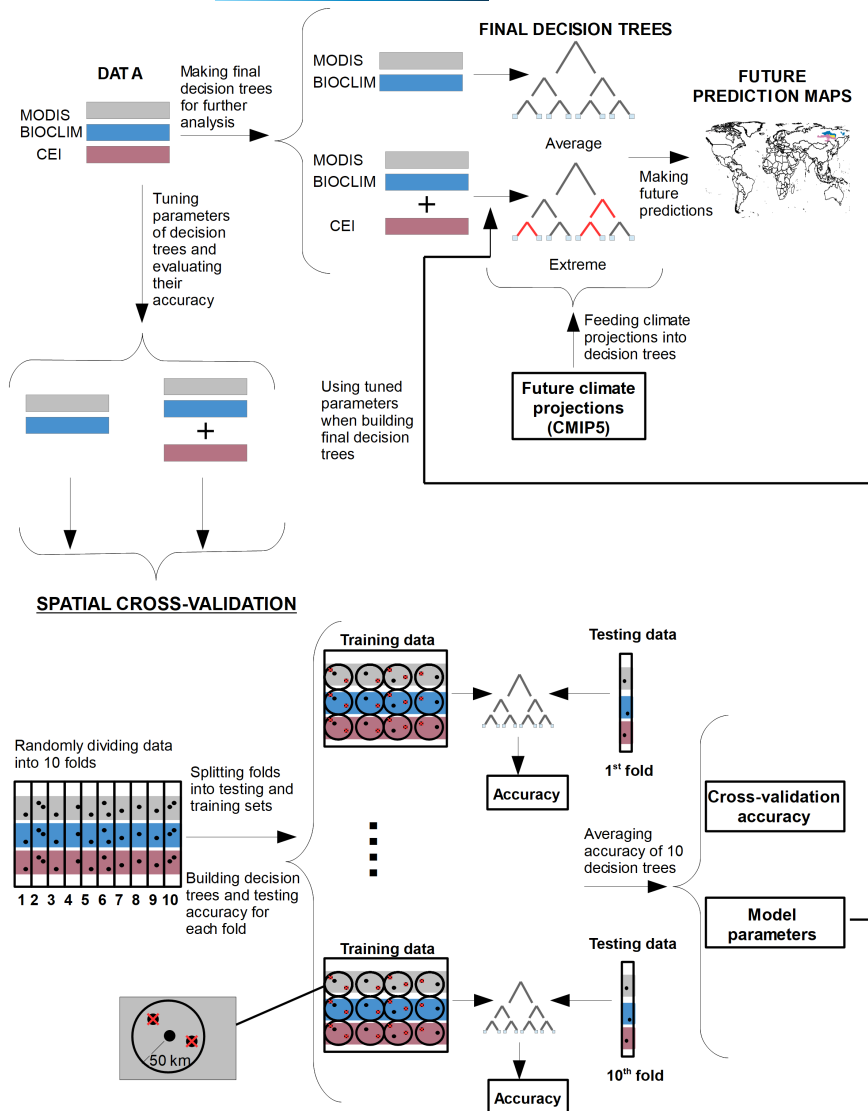 FINAL DECISION TREES
DATA
Making final
decision trees
for further
analysis
MODIS
BIOCLIM
CEI
MODIS
BIOCLIM
Average
MODIS
BIOCLIM
+
CEI
Extreme
FUTURE
PREDICTION MAPS
Making
future
predictions
Tuning
parameters
of decision
trees and
evaluating
their
accuracy
Feeding climate
projections into
decision trees
Future climate
projections
(CMIP5)
Using tuned
parameters
when building
final decision
trees
+
SPATIAL CROSS-VALIDATION
Randomly dividing data
into 10 folds
1 2 3 4 5 6 7 8 9 10
Splitting folds
into testing and
training sets
Building decision
trees and testing
accuracy for
each fold
Training data
Testing data
1st fold
Accuracy
Averaging
accuracy of 10
decision trees
Cross-validation
accuracy
Model
parameters
Training data
Testing data
10th fold
Accuracy
50 km